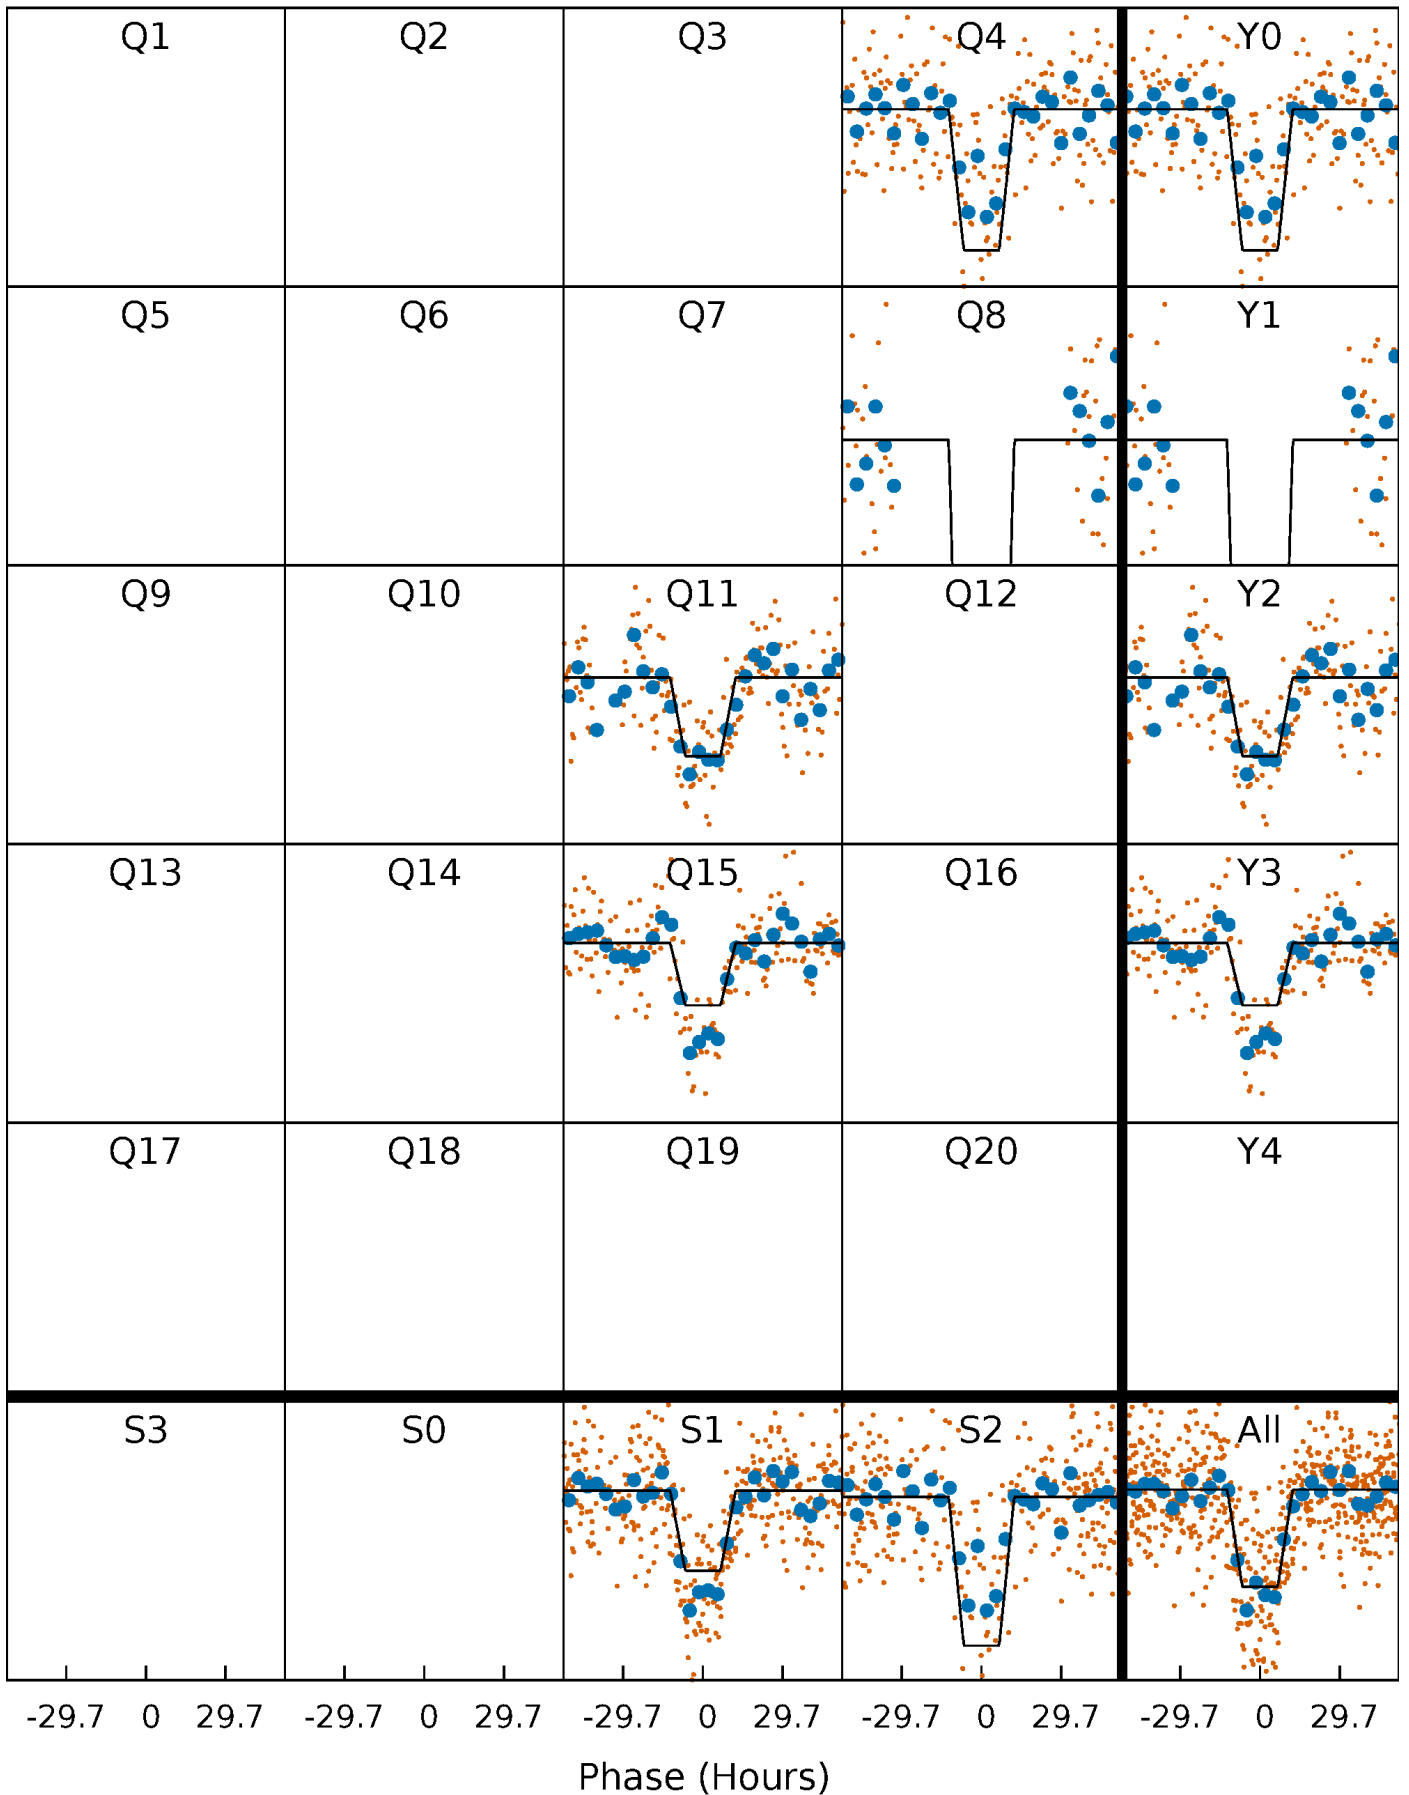 Q1 Q2 Q3 Q4 Y0
Q5 Q6 Q7 Q8 Y1
Q9 Q10 Q11 Q12 Y2
Q13 Q14 Q15 Q16 Y3
Q17 Q18 Q19 Q20 Y4
S3 S0 S1 S2 All
-29.7 0 29.7 -29.7 0 29.7 -29.7 0 29.7 -29.7 0 29.7 -29.7 0 29.7
Phase (Hours)